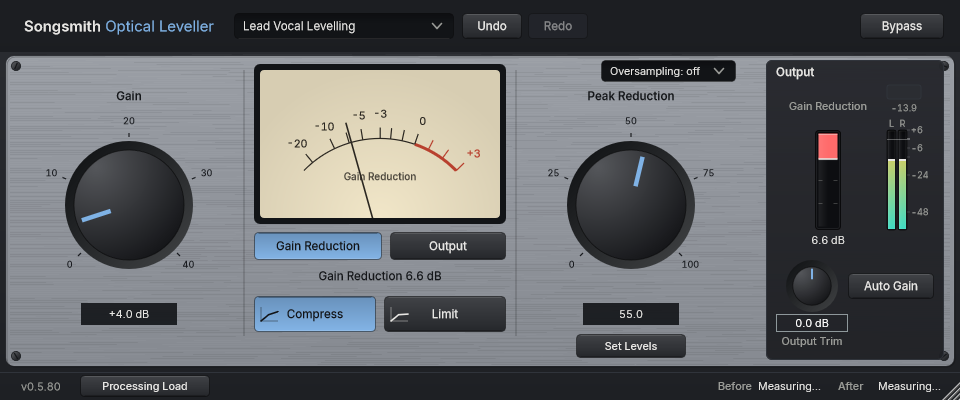 Songsmith Optical Leveller
Lead Vocal Levelling
Undo
Redo
Bypass
Oversampling: off
Output
Gain
20
10
30
0
40
+4.0 dB
-20
-10
-5
-3
0
+3
Gain Reduction
Gain Reduction
Output
Gain Reduction 6.6 dB
Compress
Limit
Peak Reduction
50
25
75
0
100
55.0
Set Levels
Gain Reduction
-13.9
L R
+6
-6
-24
-48
6.6 dB
Auto Gain
0.0 dB
Output Trim
v0.5.80
Processing Load
Before Measuring...
After Measuring...